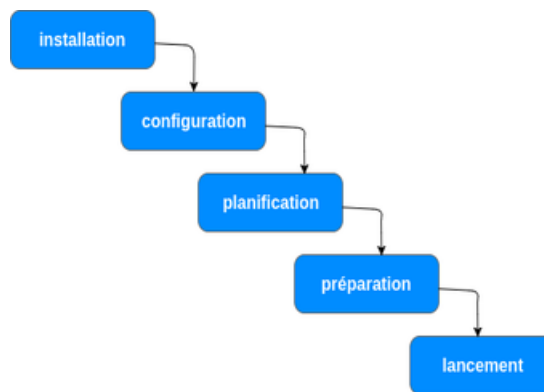 installation
configuration
planification
préparation
lancement